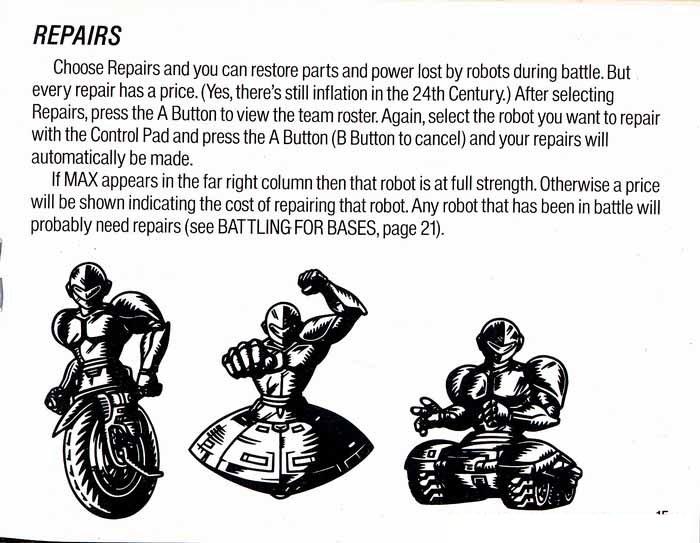 REPAIRS
Choose Repairs and you can restore parts and power lost by robots during battle. But
every repair has a price. (Yes, there's still inflation in the 24th Century.) After selecting
Repairs, press the A Button to view the team roster. Again, select the robot you want to repair
with the Control Pad and press the A Button (B Button to cancel) and your repairs will
automatically be made.
If MAX appears in the far right column then that robot is at full strength. Otherwise a price
will be shown indicating the cost of repairing that robot. Any robot that has been in battle will
probably need repairs (see BATTLING FOR BASES, page 21).